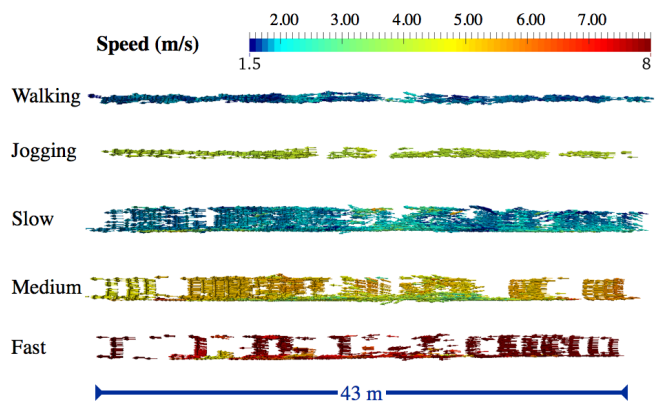 2.00 3.00 4.00 5.00 6.00 7.00
Speed (m/s)
1.5 8
Walking
Jogging
Slow
Medium
Fast
43 m